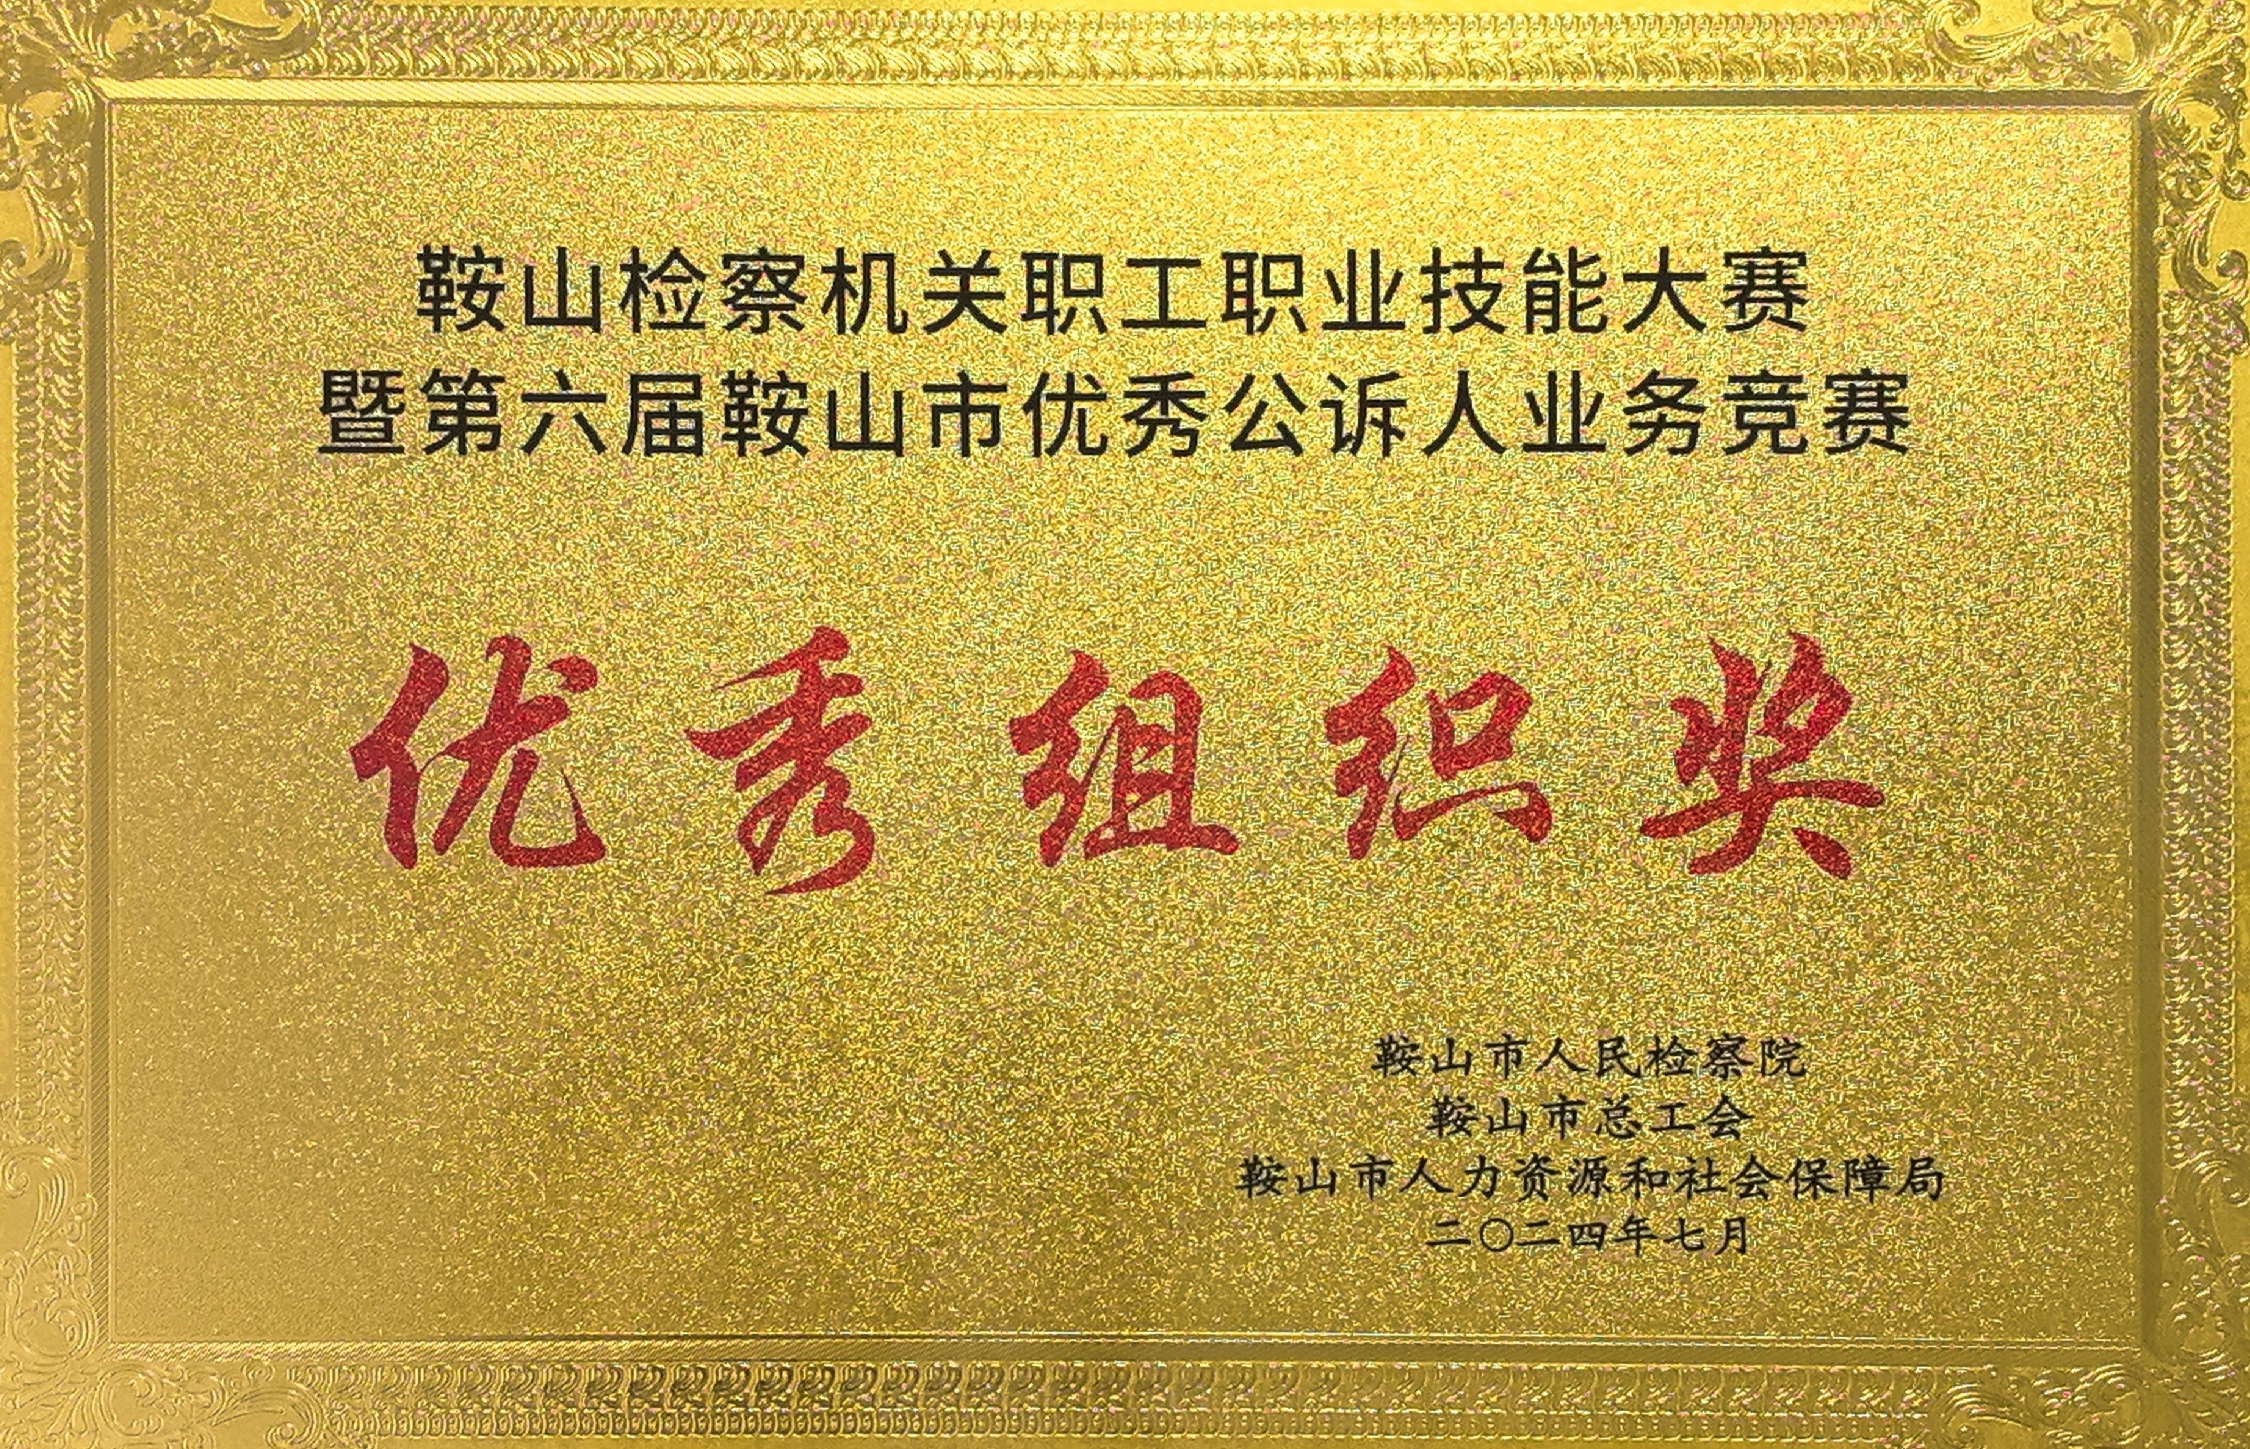 鞍山检察机关职工职业技能大赛
暨第六届鞍山市优秀公诉人业务竞赛
优秀组织奖
鞍山市人民检察院
鞍山市总工会
鞍山市人力资源和社会保障局
二〇二四年七月